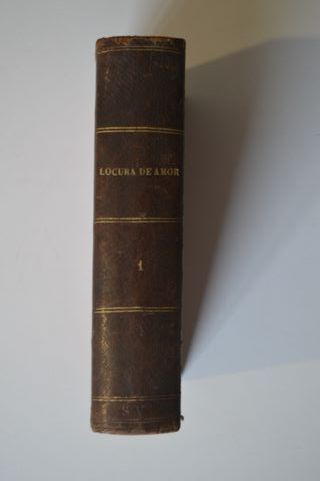 LOCURA DE AMOR
1
S.V.